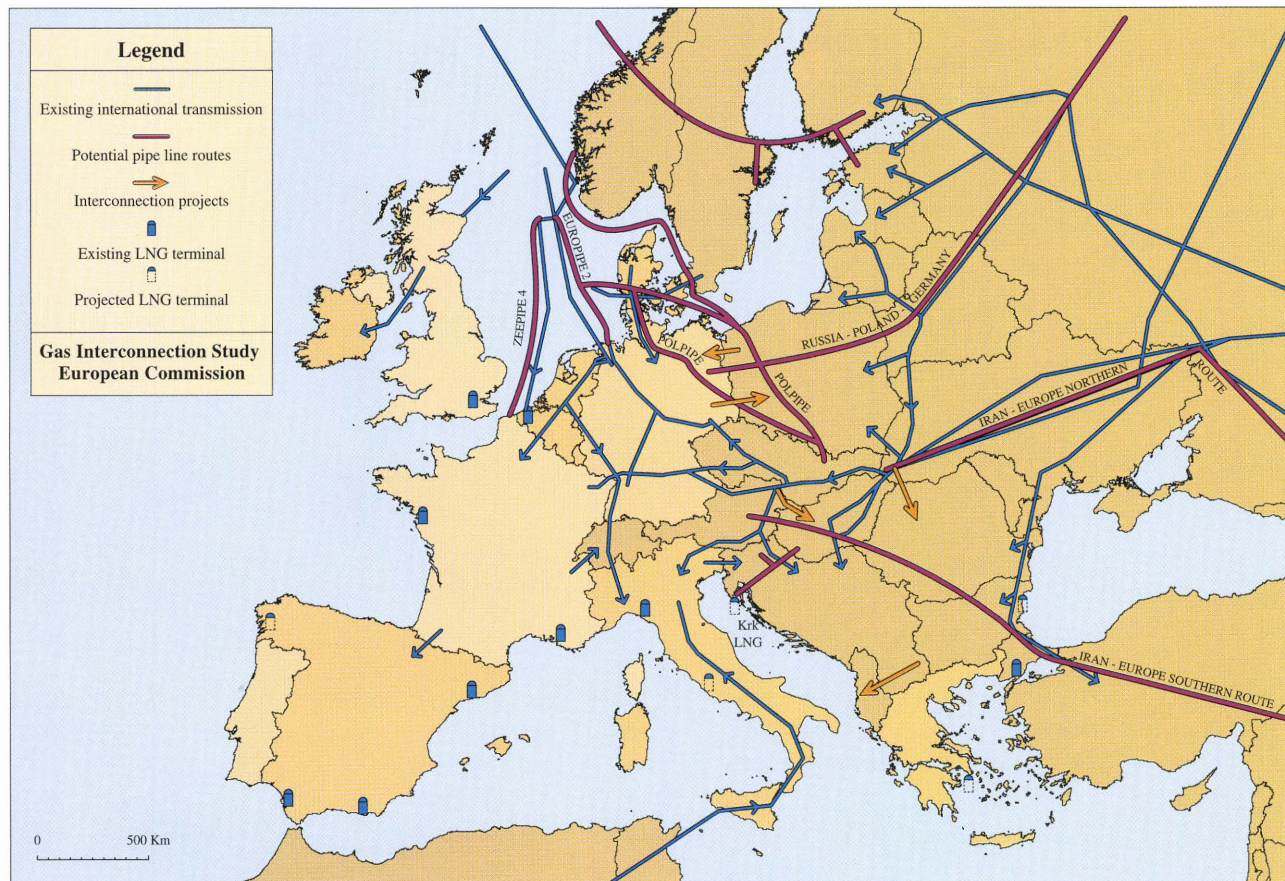 Legend
Existing international transmission
Potential pipe line routes
Interconnection projects
Existing LNG terminal
Projected LNG terminal
Gas Interconnection Study
European Commission
ZEEPIPE 4
EUROPIPE 2
POLPIPE
POLPIPE
RUSSIA - POLAND - GERMANY
IRAN - EUROPE NORTHERN
ROUTE
Krk
LNG
IRAN - EUROPE SOUTHERN ROUTE
0 500 Km